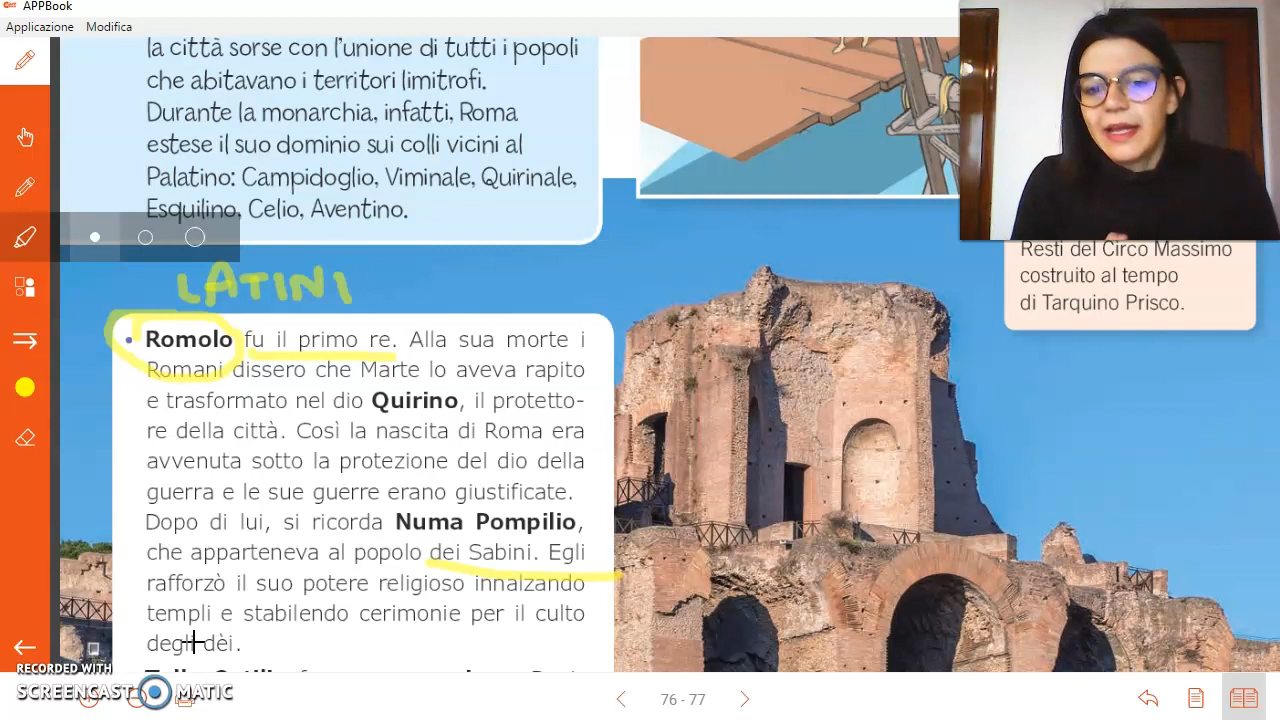 APPBook
Applicazione Modifica
la città sorse con l'unione di tutti i popoli
che abitavano i territori limitrofi.
Durante la monarchia, infatti, Roma
estese il suo dominio sui colli vicini al
Palatino: Campidoglio, Viminale, Quirinale,
Esquilino, Celio, Aventino.
Resti del Circo Massimo
costruito al tempo
di Tarquino Prisco.
LATINI
• Romolo fu il primo re. Alla sua morte i
Romani dissero che Marte lo aveva rapito
e trasformato nel dio Quirino, il protetto-
re della città. Così la nascita di Roma era
avvenuta sotto la protezione del dio della
guerra e le sue guerre erano giustificate.
Dopo di lui, si ricorda Numa Pompilio,
che apparteneva al popolo dei Sabini. Egli
rafforzò il suo potere religioso innalzando
templi e stabilendo cerimonie per il culto
degli dèi.
RECORDED WITH
SCREENCAST MATIC
76 - 77